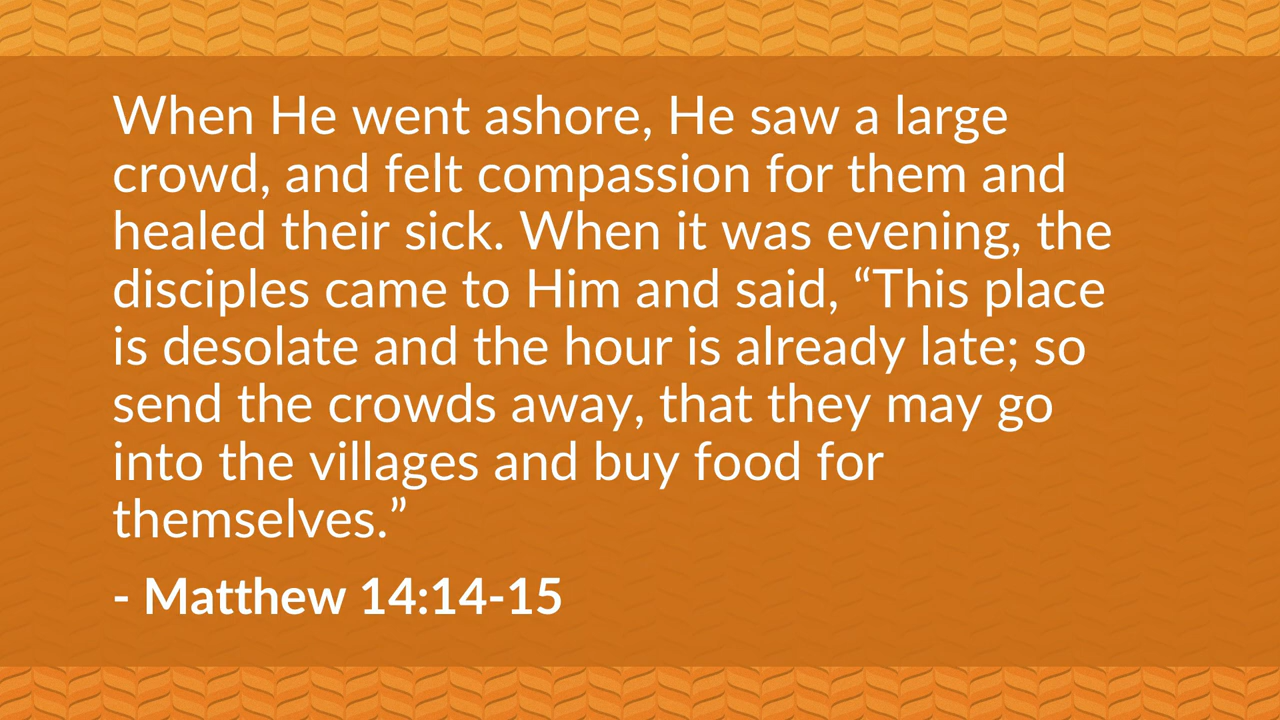 When He went ashore, He saw a large
crowd, and felt compassion for them and
healed their sick. When it was evening, the
disciples came to Him and said, “This place
is desolate and the hour is already late; so
send the crowds away, that they may go
into the villages and buy food for
themselves.”
- Matthew 14:14-15